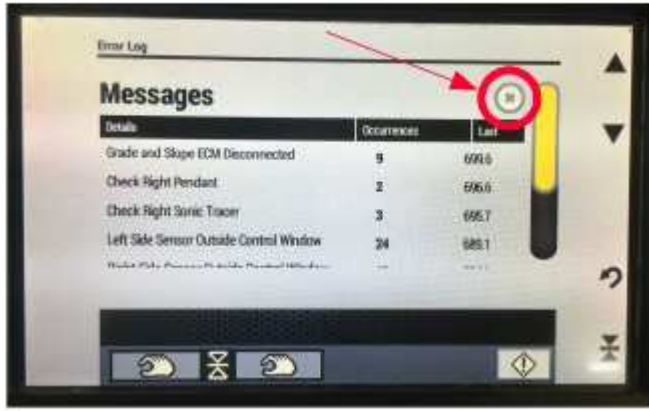 Error Log
Messages
Details Occurrences Last
Grade and Slope ECM Disconnected 9 699.6
Check Right Pendant 2 696.6
Check Right Sonic Tracer 3 695.7
Left Side Sensor Outside Control Window 24 689.1